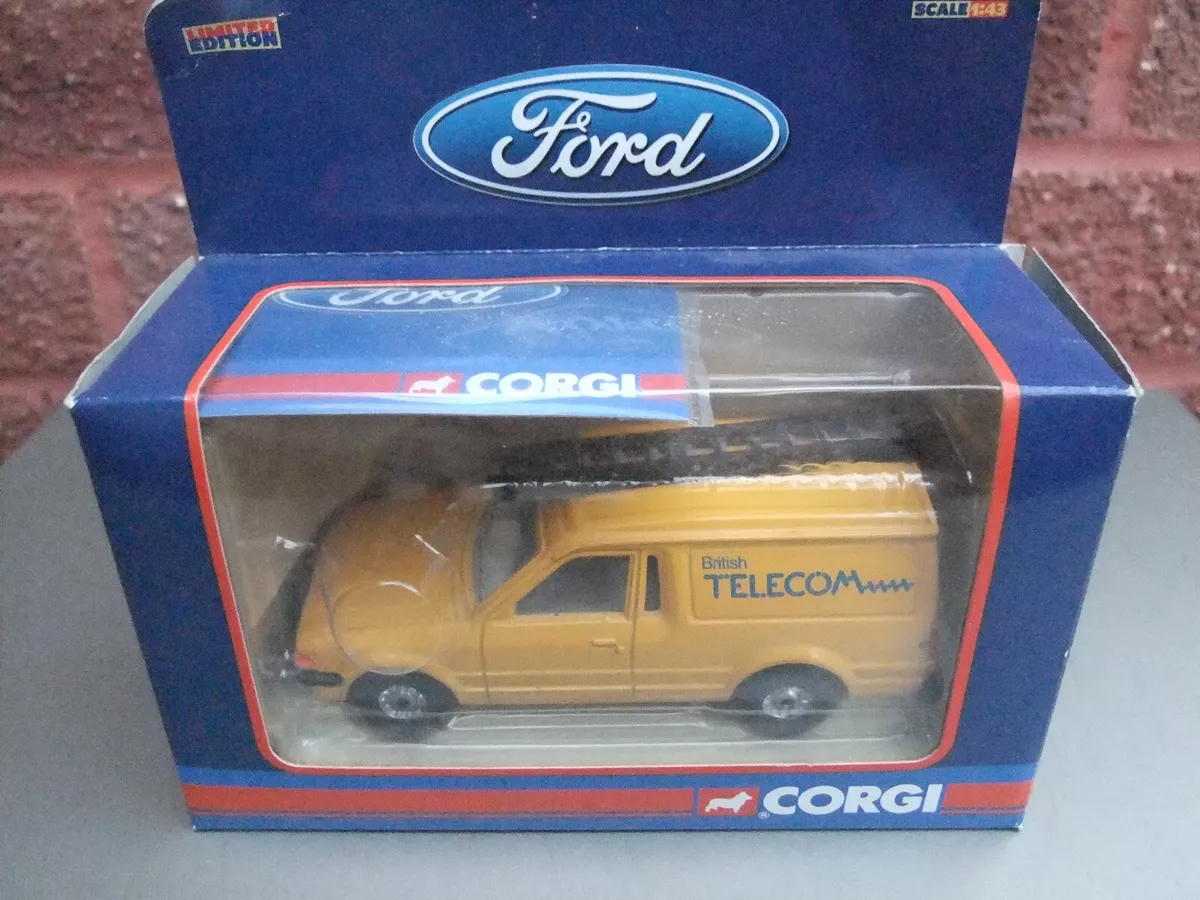 LIMITED
EDITION
SCALE 1:43
Ford
Ford
CORGI
British
TELECOM
CORGI